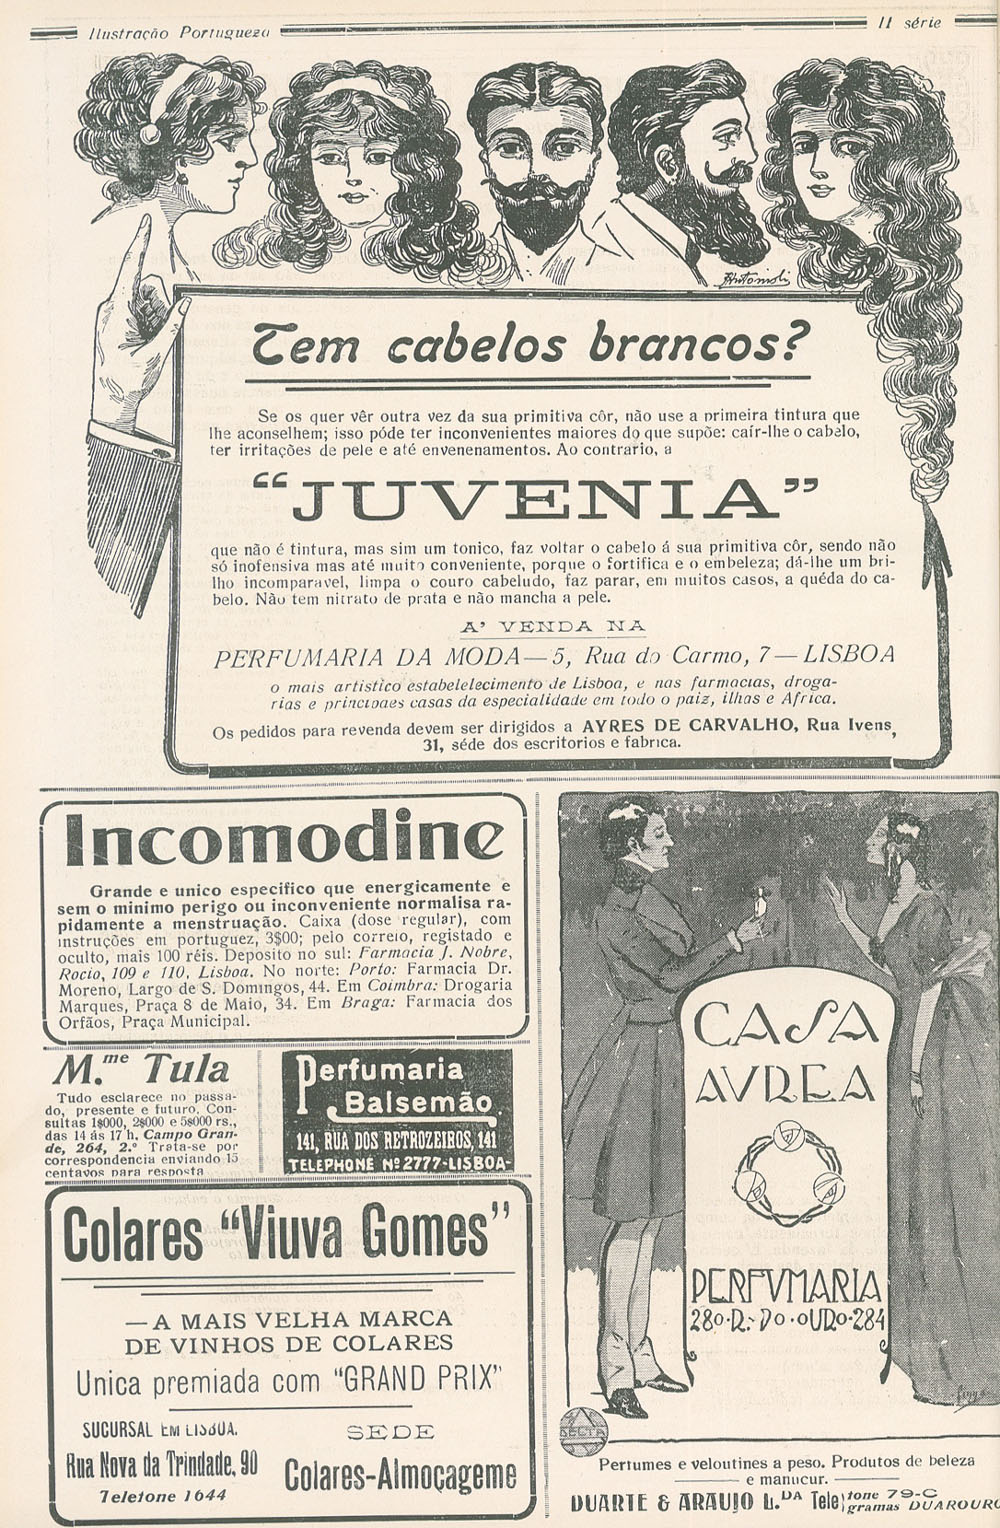 Ilustração Portugueza
II série
Tem cabelos brancos?
Se os quer vêr outra vez da sua primitiva côr, não use a primeira tintura que
lhe aconselhem; isso póde ter inconvenientes maiores do que supõe: caír-lhe o cabelo,
ter irritações de pele e até envenenamentos. Ao contrario, a
“JUVENIA”
que não é tintura, mas sim um tonico, faz voltar o cabelo á sua primitiva côr, sendo não
só inofensiva mas até muito conveniente, porque o fortifica e o embeleza; dá-lhe um bri-
lho incomparavel, limpa o couro cabeludo, faz parar, em muitos casos, a quéda do ca-
belo. Não tem nitrato de prata e não mancha a pele.
A' VENDA NA
PERFUMARIA DA MODA—5, Rua do Carmo, 7—LISBOA
o mais artistico estabelelecimento de Lisboa, e nas farmacias, droga-
rias e principaes casas da especialidade em todo o paiz, ilhas e Africa.
Os pedidos para revenda devem ser dirigidos a AYRES DE CARVALHO, Rua Ivens,
31, séde dos escritorios e fabrica.
Incomodine
Grande e unico especifico que energicamente e
sem o minimo perigo ou inconveniente normalisa ra-
pidamente a menstruação. Caixa (dose regular), com
instruções em portuguez, 3$00; pelo correio, registado e
oculto, mais 100 réis. Deposito no sul: Farmacia J. Nobre,
Rocio, 109 e 110, Lisboa. No norte: Porto: Farmacia Dr.
Moreno, Largo de S. Domingos, 44. Em Coimbra: Drogaria
Marques, Praça 8 de Maio, 34. Em Braga: Farmacia dos
Orfãos, Praça Municipal.
M.me Tula
Tudo esclarece no passa-
do, presente e futuro. Con-
sultas 1$000, 2$000 e 5$000 rs.,
das 14 ás 17 h. Campo Gran-
de, 264, 2.º Trata-se por
correspondencia enviando 15
centavos para resposta
Perfumaria
Balsemão
141, RUA DOS RETROZEIROS, 141
TELEPHONE Nº 2777-LISBOA-
Colares “Viuva Gomes”
—A MAIS VELHA MARCA
DE VINHOS DE COLARES
Unica premiada com “GRAND PRIX”
SUCURSAL EM LISBOA.
Rua Nova da Trindade, 90
Teletone 1644
SEDE
Colares-Almoçageme
CASA
AVREA
PERFVMARIA
280·R·DO·OURO·284
Perfumes e veloutines a peso. Produtos de beleza
e manucur.
DUARTE & ARAUJO L.DA Tele) fone 79-C
gramas DUAROURO